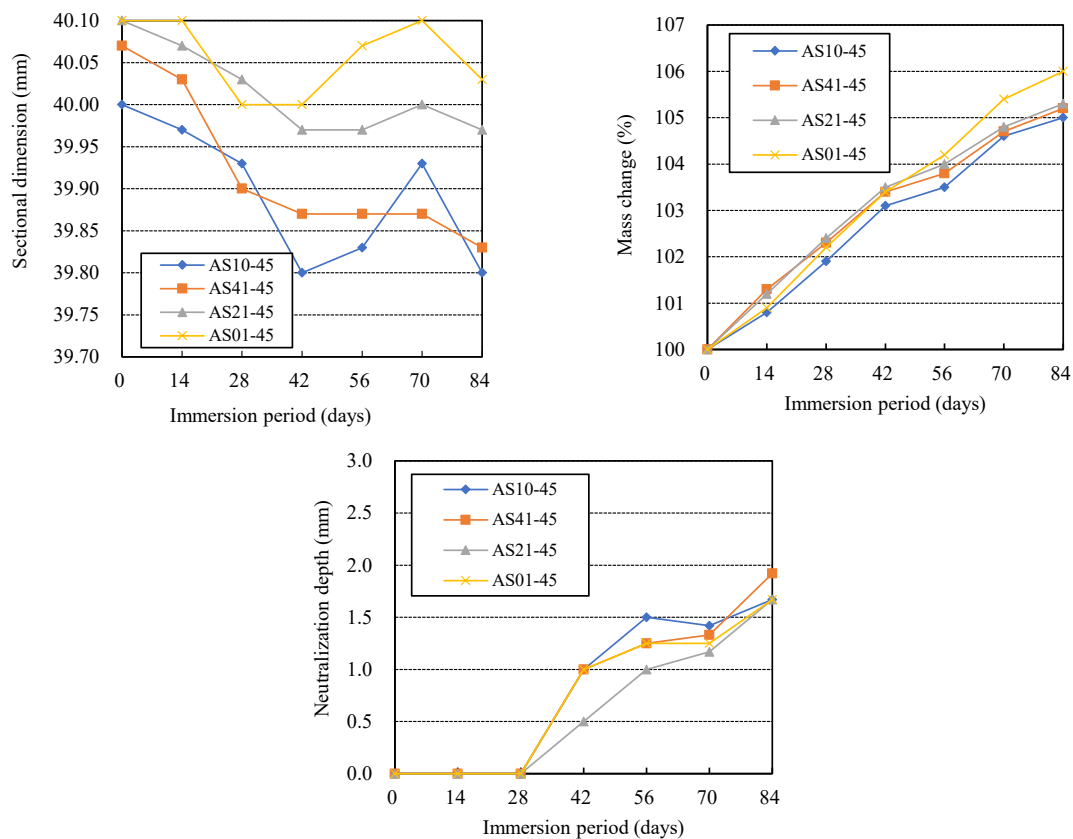 Sectional dimension (mm)
40.10
40.05
40.00
39.95
39.90
39.85
39.80
39.75
39.70
AS10-45
AS41-45
AS21-45
AS01-45
0 14 28 42 56 70 84
Immersion period (days)
Mass change (%)
107
106
105
104
103
102
101
100
AS10-45
AS41-45
AS21-45
AS01-45
0 14 28 42 56 70 84
Immersion period (days)
Neutralization depth (mm)
3.0
2.5
2.0
1.5
1.0
0.5
0.0
AS10-45
AS41-45
AS21-45
AS01-45
0 14 28 42 56 70 84
Immersion period (days)